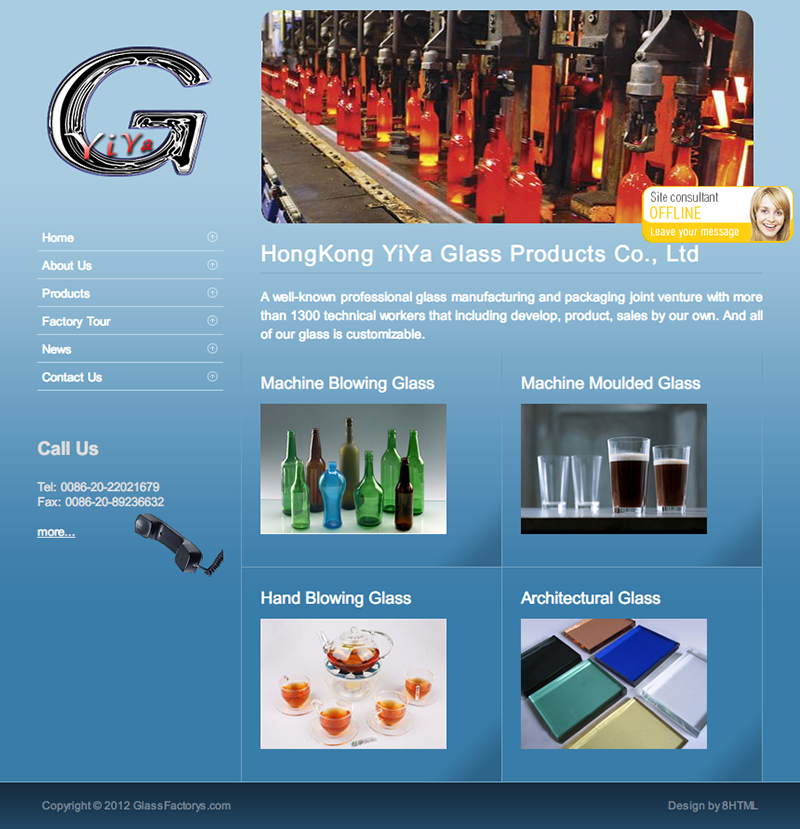 YiYa
Site consultant
OFFLINE
Leave your message
Home
About Us
Products
Factory Tour
News
Contact Us
Call Us
Tel: 0086-20-22021679
Fax: 0086-20-89236632
more...
HongKong YiYa Glass Products Co., Ltd
A well-known professional glass manufacturing and packaging joint venture with more
than 1300 technical workers that including develop, product, sales by our own. And all
of our glass is customizable.
Machine Blowing Glass
Machine Moulded Glass
Hand Blowing Glass
Architectural Glass
Copyright © 2012 GlassFactorys.com
Design by 8HTML